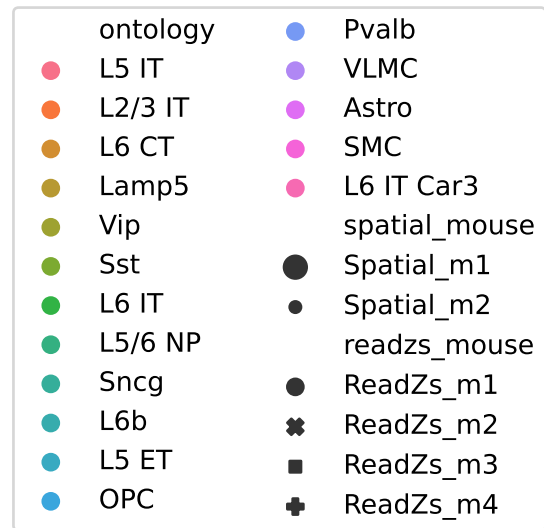 ontology
L5 IT
L2/3 IT
L6 CT
Lamp5
Vip
Sst
L6 IT
L5/6 NP
Sncg
L6b
L5 ET
OPC
Pvalb
VLMC
Astro
SMC
L6 IT Car3
spatial_mouse
Spatial_m1
Spatial_m2
readzs_mouse
ReadZs_m1
ReadZs_m2
ReadZs_m3
ReadZs_m4